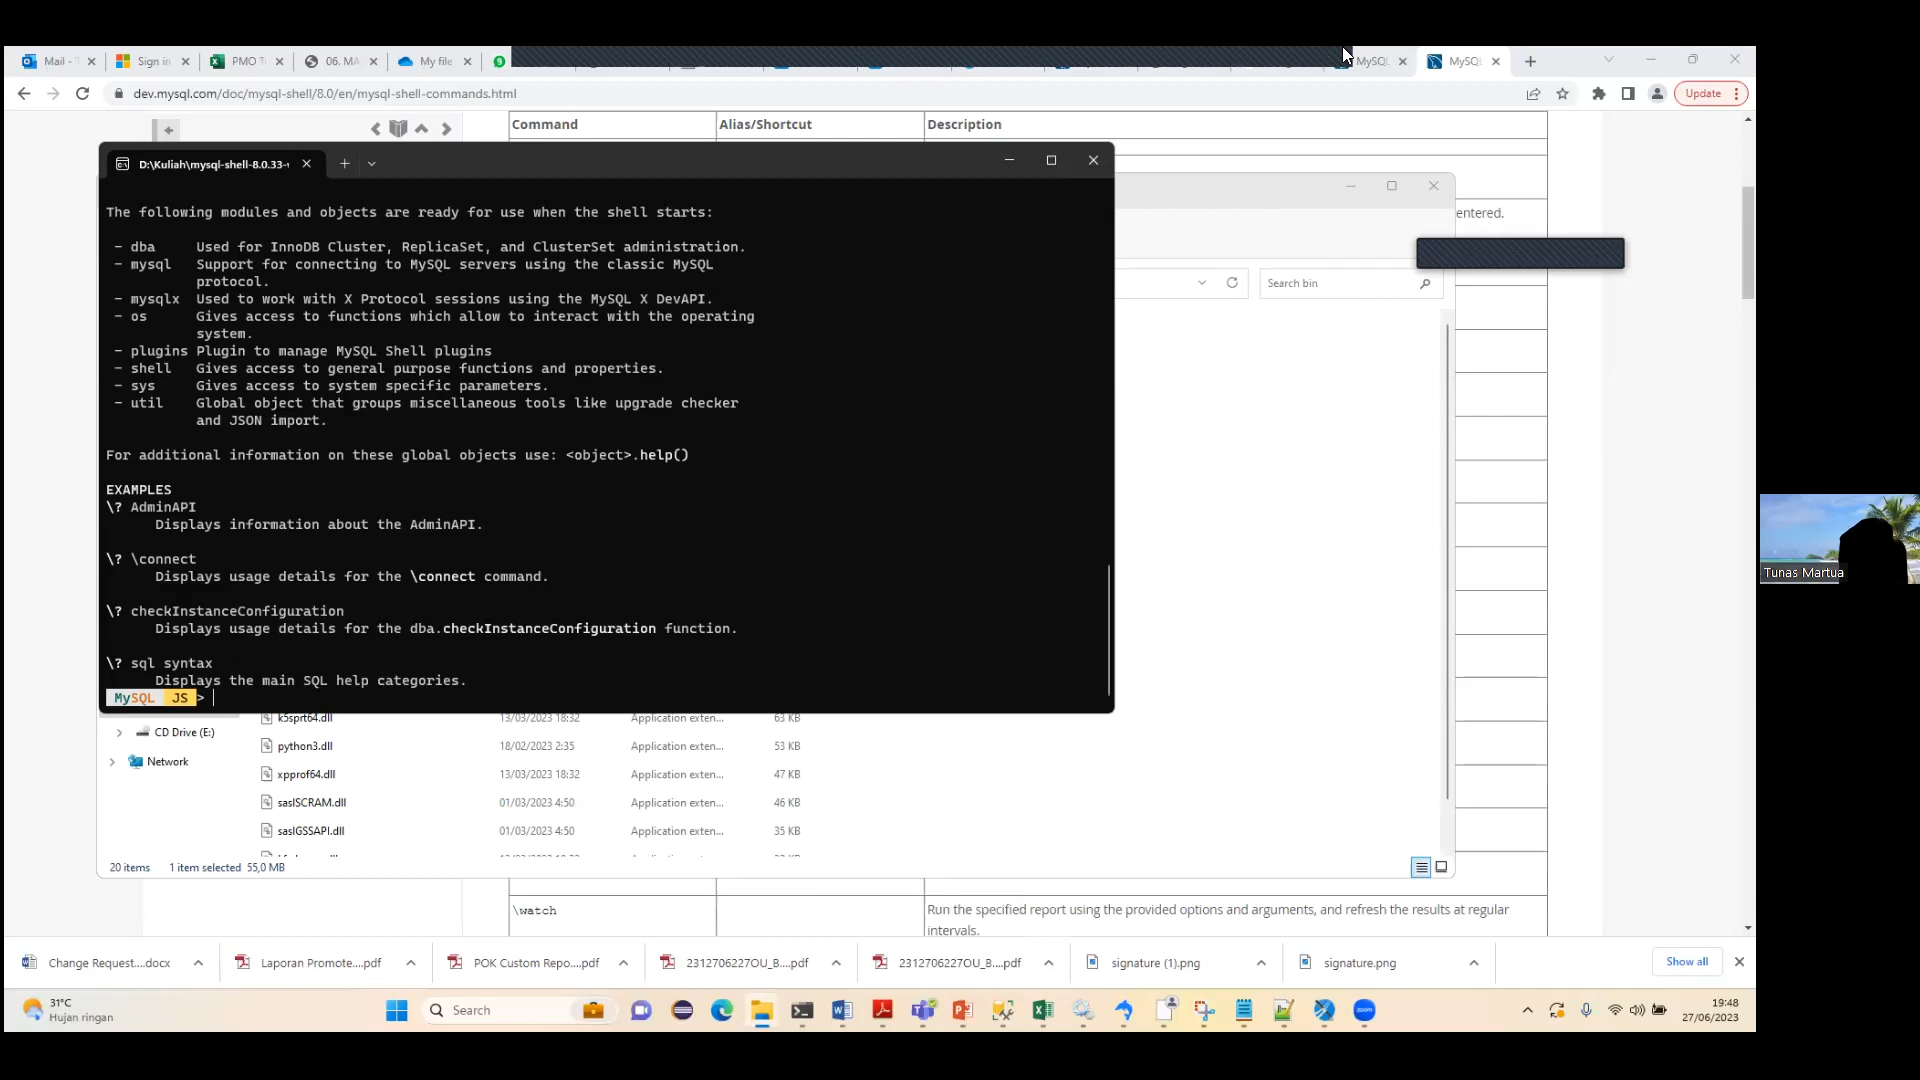 Mail -
Sign in
PMO T
06. MA
My file
MySQL
MySQL
dev.mysql.com/doc/mysql-shell/8.0/en/mysql-shell-commands.html
Update
Command Alias/Shortcut Description
entered.
D:\Kuliah\mysql-shell-8.0.33-
Search bin
The following modules and objects are ready for use when the shell starts:
- dba Used for InnoDB Cluster, ReplicaSet, and ClusterSet administration.
- mysql Support for connecting to MySQL servers using the classic MySQL
protocol.
- mysqlx Used to work with X Protocol sessions using the MySQL X DevAPI.
- os Gives access to functions which allow to interact with the operating
system.
- plugins Plugin to manage MySQL Shell plugins
- shell Gives access to general purpose functions and properties.
- sys Gives access to system specific parameters.
- util Global object that groups miscellaneous tools like upgrade checker
and JSON import.
For additional information on these global objects use: <object>.help()
EXAMPLES
\? AdminAPI
Displays information about the AdminAPI.
\? \connect
Displays usage details for the \connect command.
\? checkInstanceConfiguration
Displays usage details for the dba.checkInstanceConfiguration function.
\? sql syntax
Displays the main SQL help categories.
MySQL JS >
k5sprt64.dll 13/03/2023 18:32 Application exten... 63 KB
CD Drive (E:)
python3.dll 18/02/2023 2:35 Application exten... 53 KB
Network
xpprof64.dll 13/03/2023 18:32 Application exten... 47 KB
saslSCRAM.dll 01/03/2023 4:50 Application exten... 46 KB
saslGSSAPI.dll 01/03/2023 4:50 Application exten... 35 KB
20 items 1 item selected 55,0 MB
\watch Run the specified report using the provided options and arguments, and refresh the results at regular
intervals.
Tunas Martua
Change Request....docx
Laporan Promote....pdf
POK Custom Repo....pdf
2312706227OU_B....pdf
2312706227OU_B....pdf
signature (1).png
signature.png
Show all
31°C
Hujan ringan
Search
zoom
19:48
27/06/2023